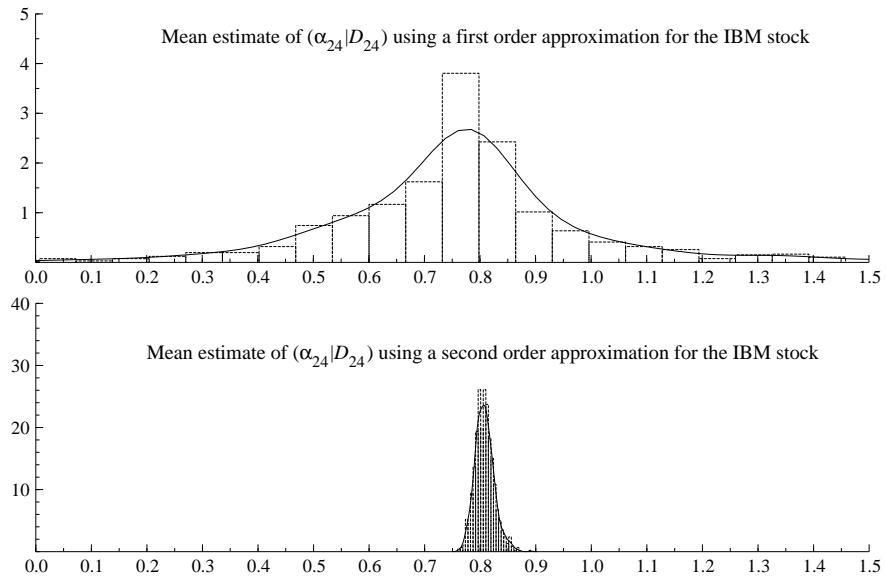 5
Mean estimate of (α24|D24) using a first order approximation for the IBM stock
4
3
2
1
0.0 0.1 0.2 0.3 0.4 0.5 0.6 0.7 0.8 0.9 1.0 1.1 1.2 1.3 1.4 1.5
40
Mean estimate of (α24|D24) using a second order approximation for the IBM stock
30
20
10
0.0 0.1 0.2 0.3 0.4 0.5 0.6 0.7 0.8 0.9 1.0 1.1 1.2 1.3 1.4 1.5